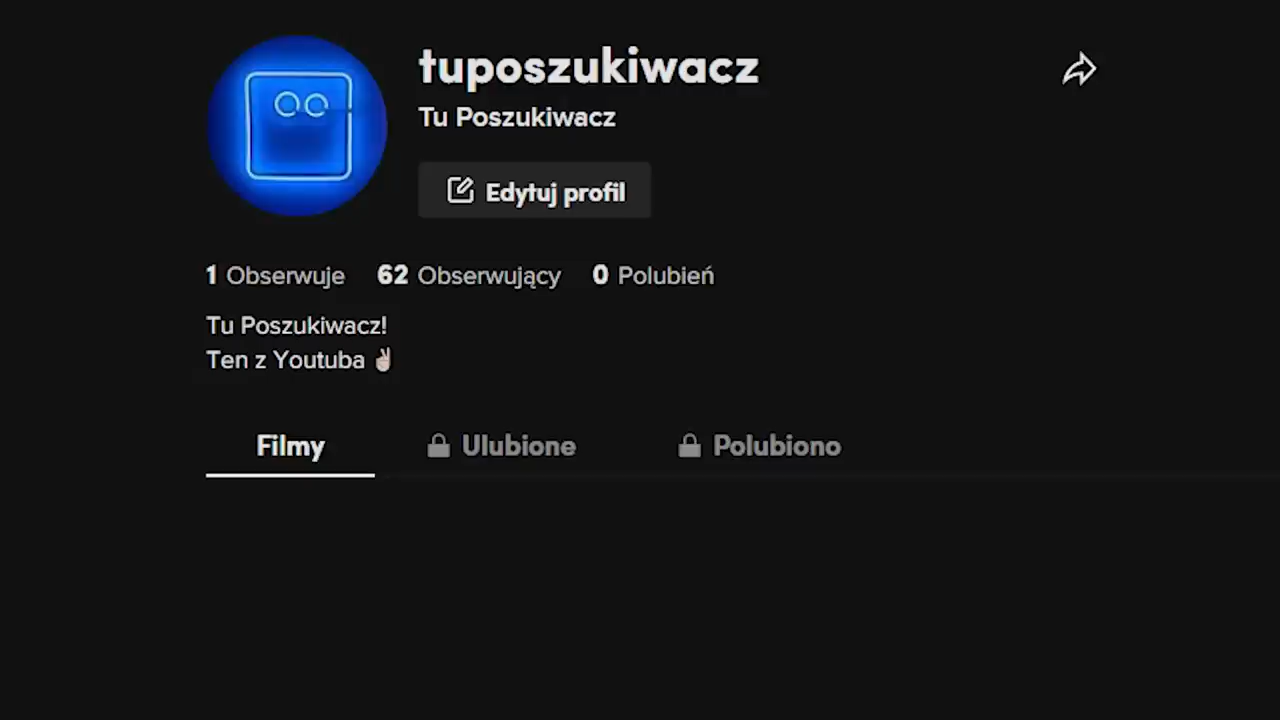 tuposzukiwacz
Tu Poszukiwacz
Edytuj profil
1 Obserwuje 62 Obserwujący 0 Polubień
Tu Poszukiwacz!
Ten z Youtuba ✌🏻
Filmy Ulubione Polubiono